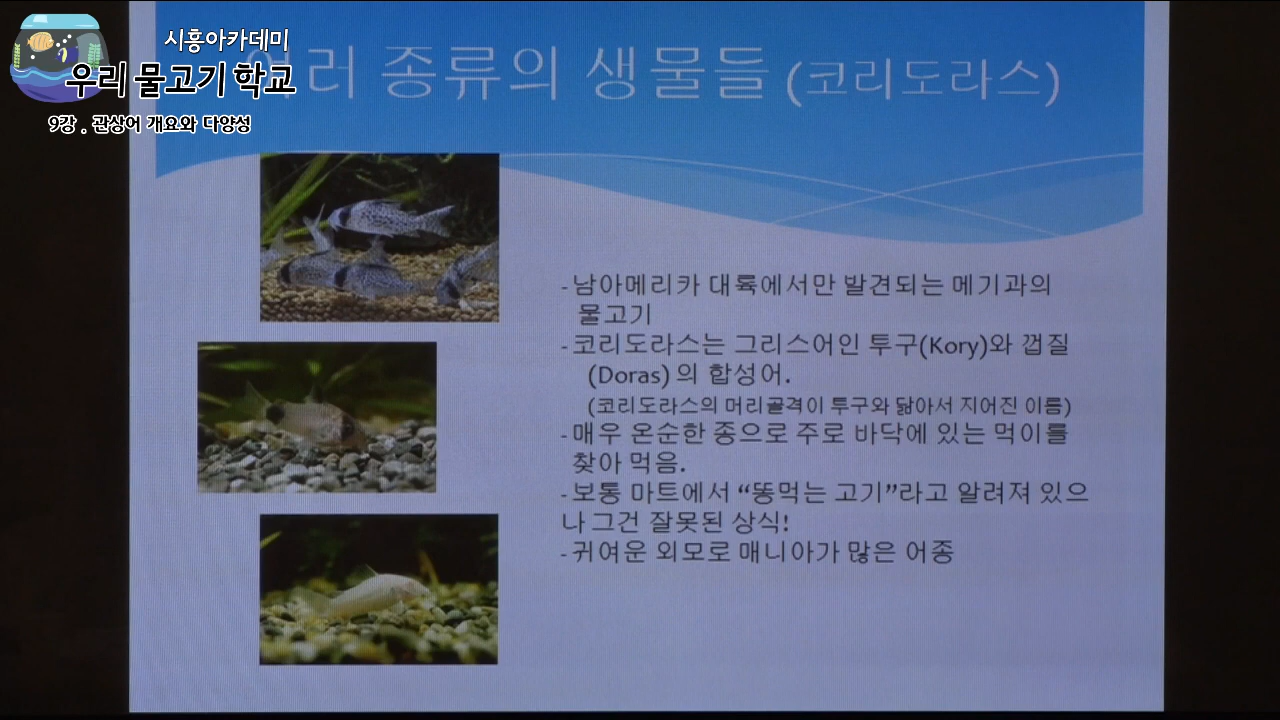 시흥아카데미
우리 물고기 학교
9강 . 관상어 개요와 다양성
여러 종류의 생물들 (코리도라스)
- 남아메리카 대륙에서만 발견되는 메기과의
물고기
- 코리도라스는 그리스어인 투구(Kory)와 껍질
(Doras) 의 합성어.
(코리도라스의 머리골격이 투구와 닮아서 지어진 이름)
- 매우 온순한 종으로 주로 바닥에 있는 먹이를
찾아 먹음.
- 보통 마트에서 “똥먹는 고기”라고 알려져 있으
나 그건 잘못된 상식!
- 귀여운 외모로 매니아가 많은 어종